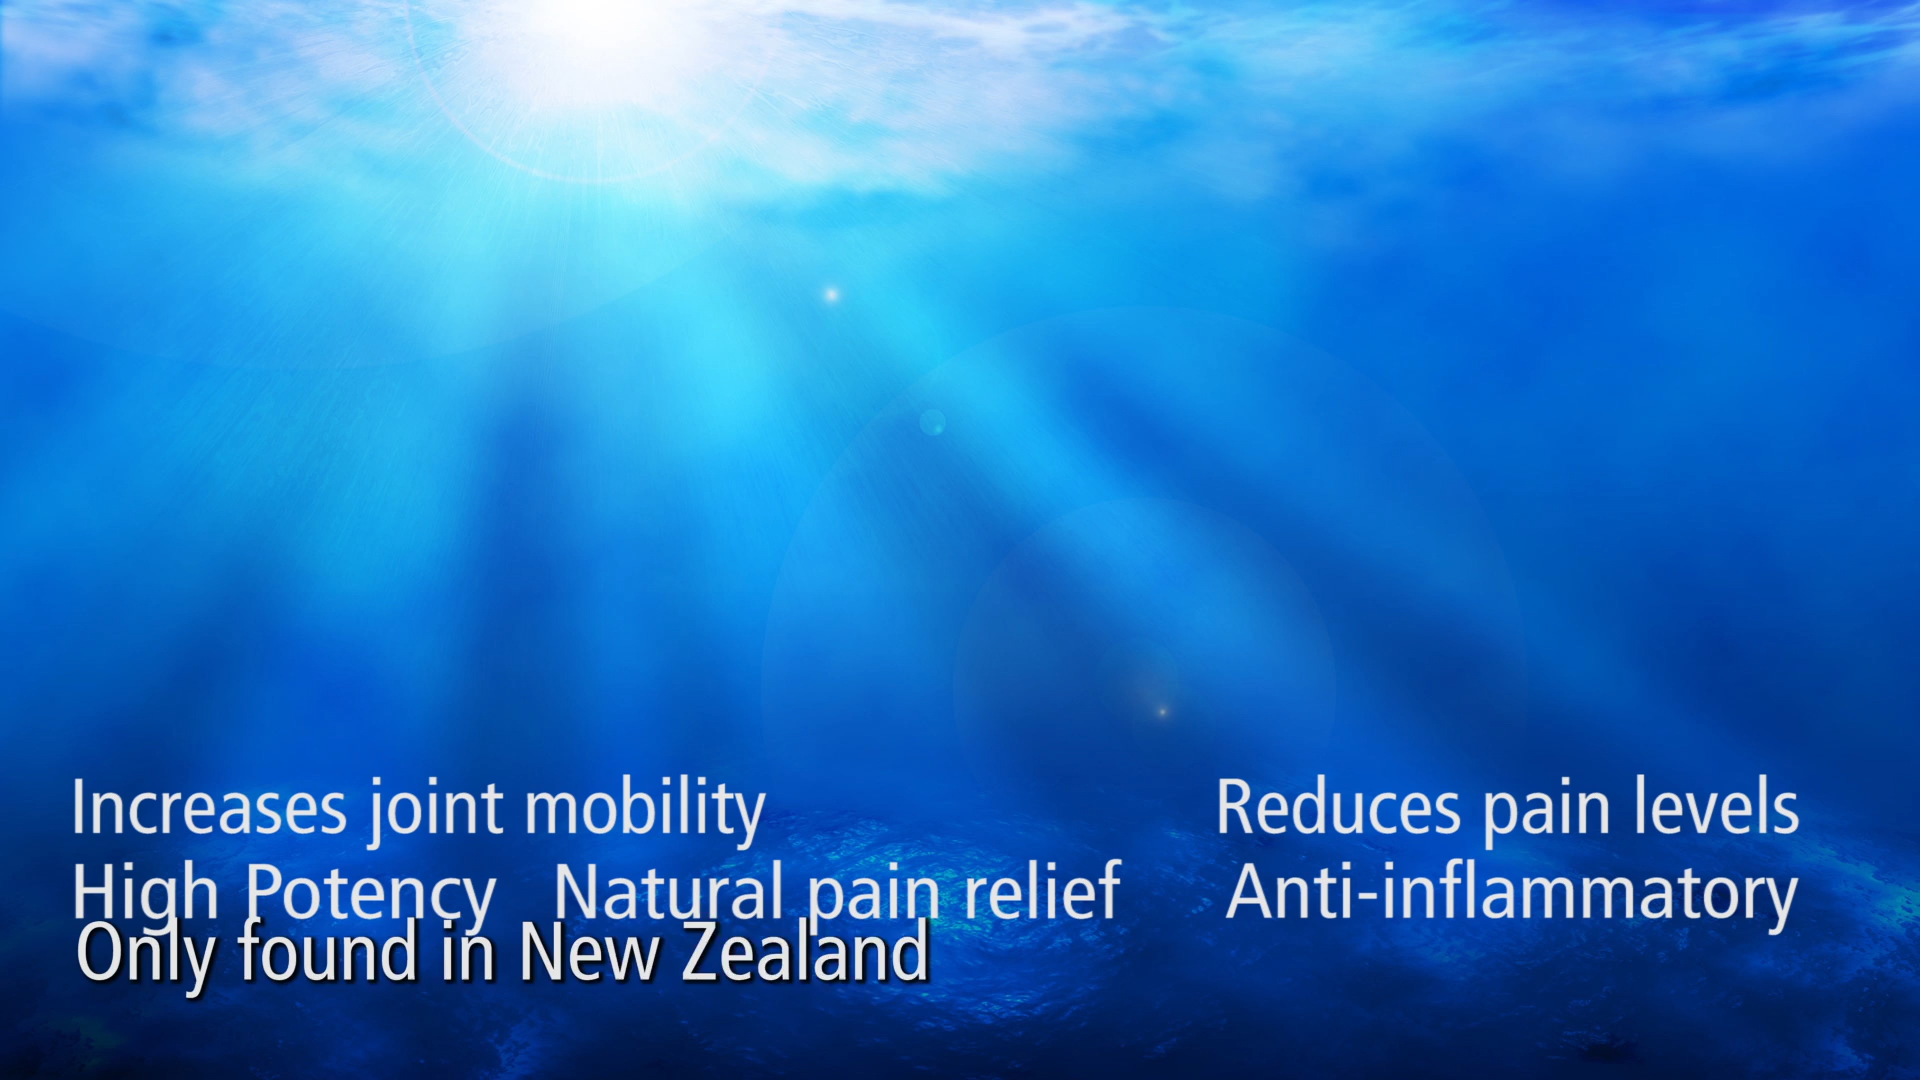 Increases joint mobility Reduces pain levels
High Potency Natural pain relief Anti-inflammatory
Only found in New Zealand